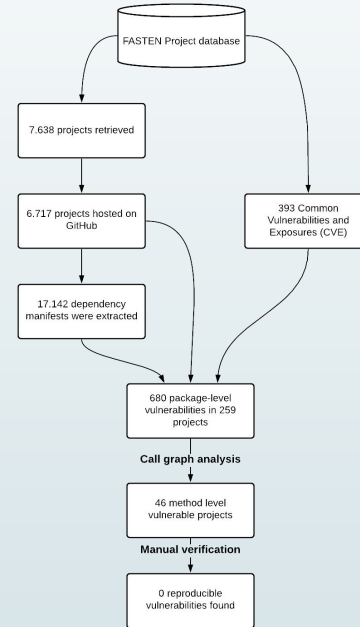 FASTEN Project database
7.638 projects retrieved
6.717 projects hosted on
GitHub
393 Common
Vulnerabilities and
Exposures (CVE)
17.142 dependency
manifests were extracted
680 package-level
vulnerabilities in 259
projects
Call graph analysis
46 method level
vulnerable projects
Manual verification
0 reproducible
vulnerabilities found